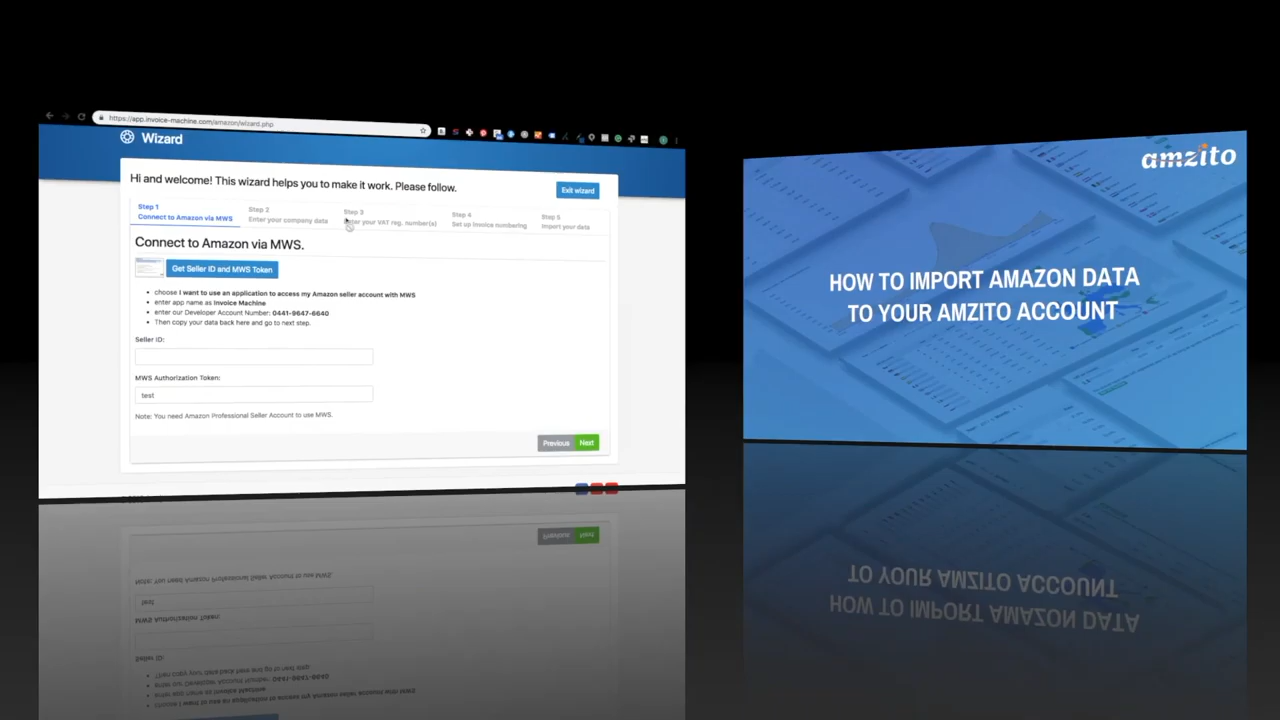 https://app.invoice-machine.com/amazon/wizard.php
Wizard
Hi and welcome! This wizard helps you to make it work. Please follow.
Exit wizard
Step 1
Connect to Amazon via MWS
Step 2
Enter your company data
Step 3
Enter your VAT reg. number(s)
Step 4
Set up invoice numbering
Step 5
Import your data
Connect to Amazon via MWS.
Get Seller ID and MWS Token
choose I want to use an application to access my Amazon seller account with MWS
enter app name as Invoice Machine
enter our Developer Account Number: 0441-9647-6640
Then copy your data back here and go to next step.
Seller ID:
MWS Authorization Token:
test
Note: You need Amazon Professional Seller Account to use MWS.
Previous
Next
amzito
HOW TO IMPORT AMAZON DATA
TO YOUR AMZITO ACCOUNT